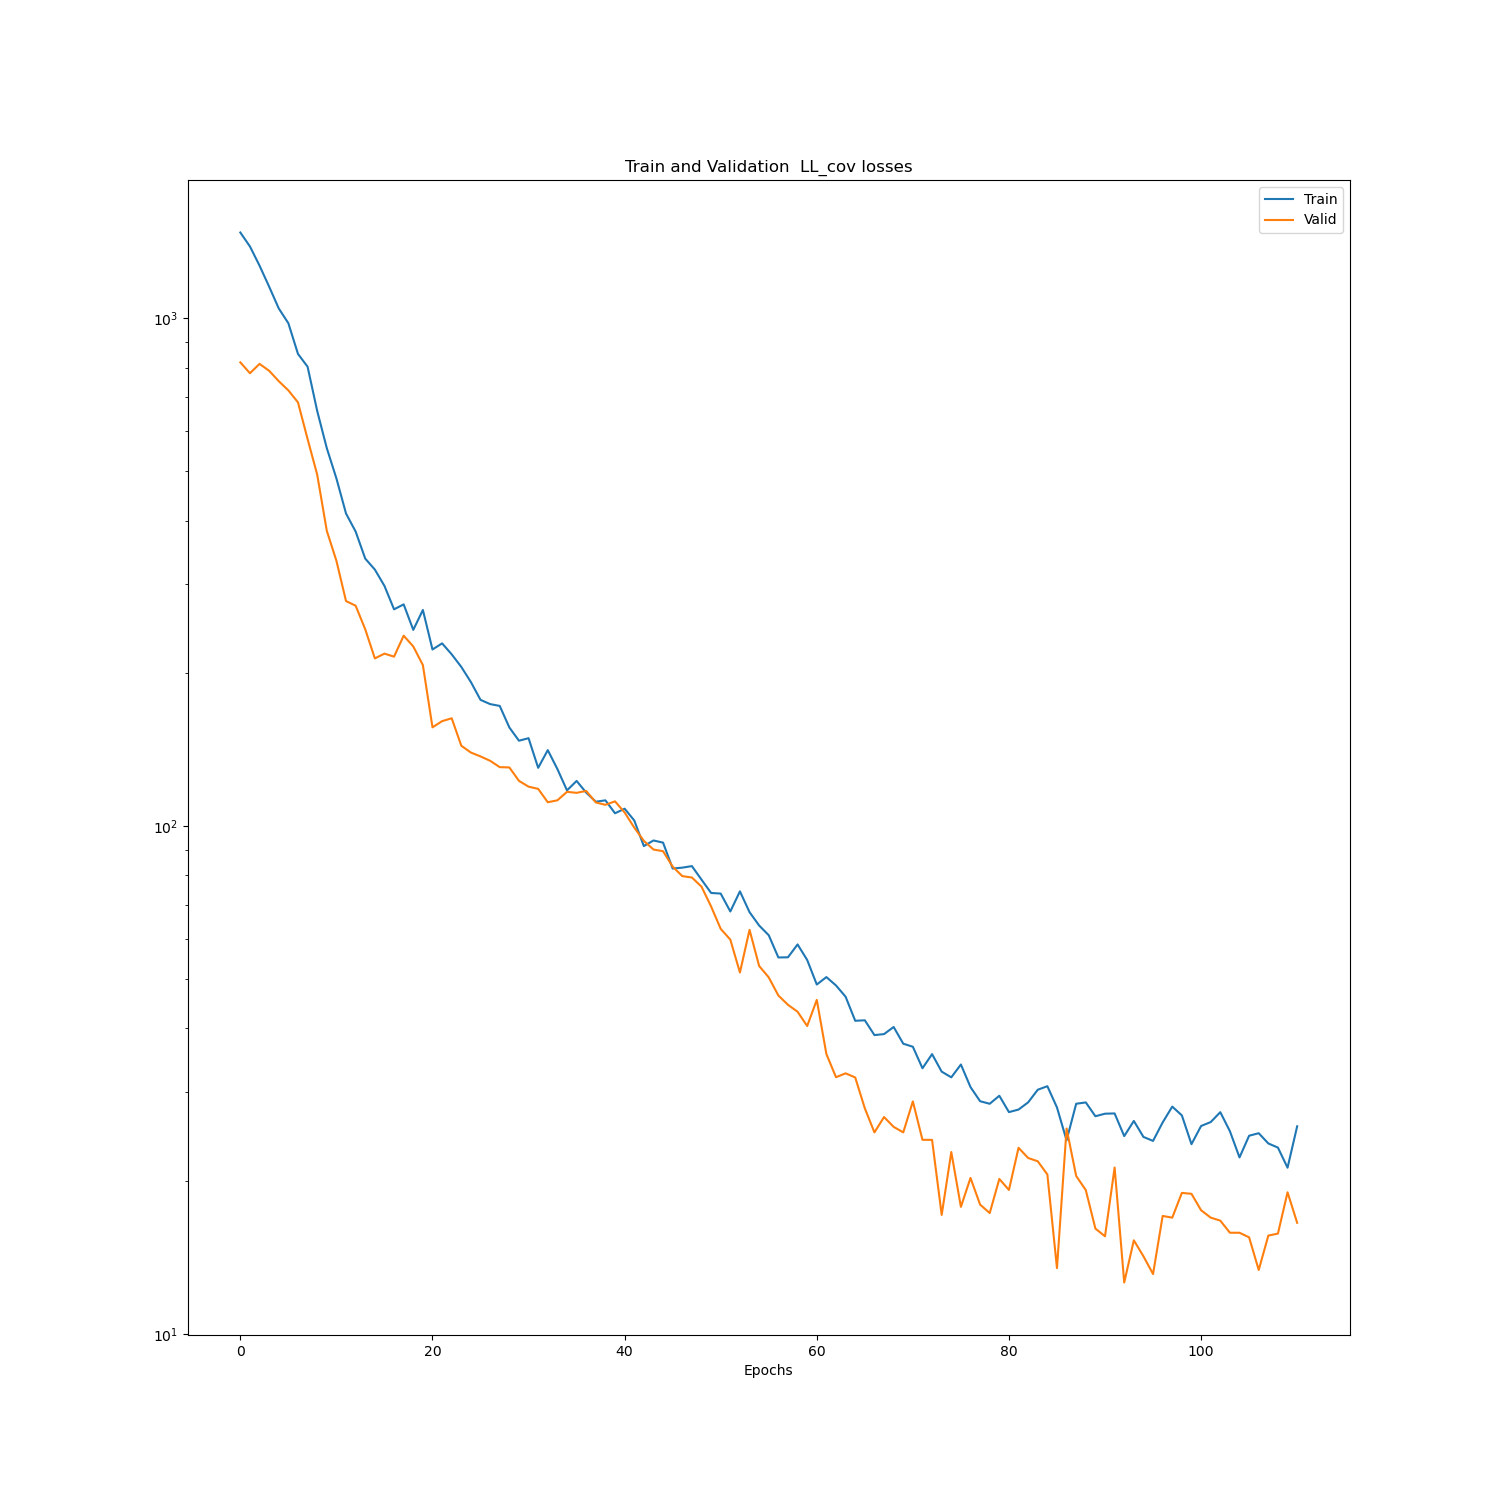 Train and Validation  LL_cov losses
Train
Valid
10³
10²
10¹
0 20 40 60 80 100
Epochs